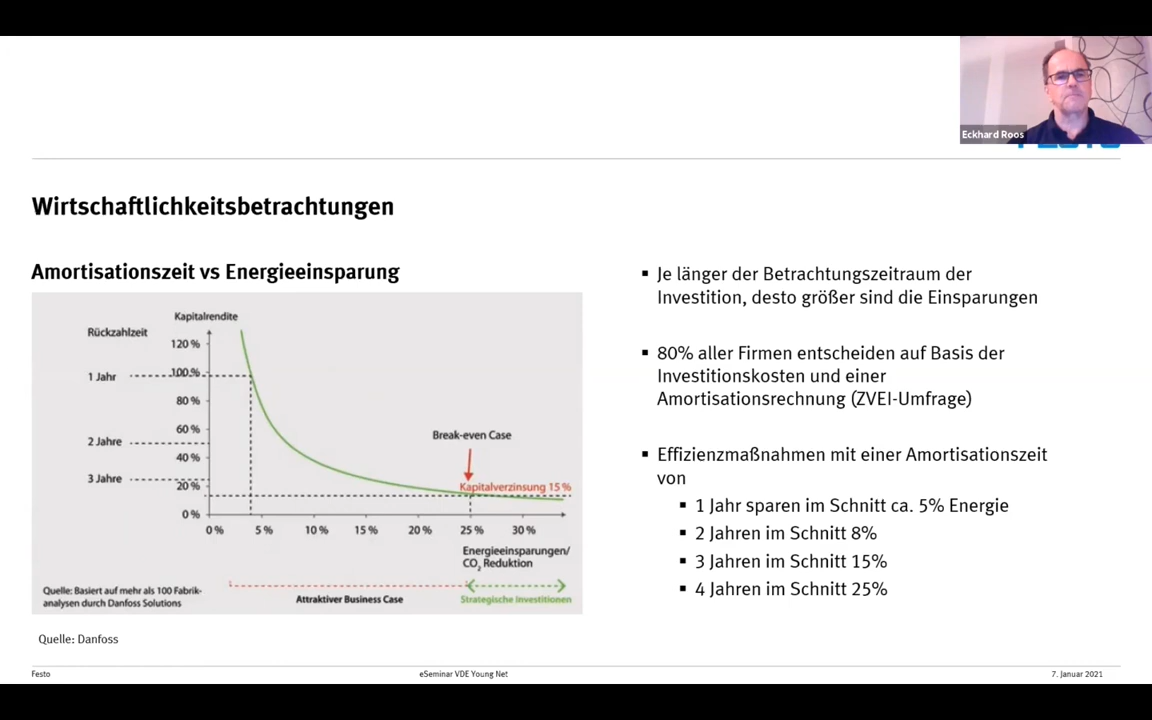 Eckhard Roos
Wirtschaftlichkeitsbetrachtungen
Amortisationszeit vs Energieeinsparung
Kapitalrendite
Rückzahlzeit
120 %
100 %
80 %
60 %
40 %
20 %
0 %
1 Jahr
2 Jahre
3 Jahre
Break-even Case
Kapitalverzinsung 15 %
0 % 5 % 10 % 15 % 20 % 25 % 30 %
Energieeinsparungen/
CO2 Reduktion
Quelle: Basiert auf mehr als 100 Fabrik-
analysen durch Danfoss Solutions
Attraktiver Business Case
Strategische Investitionen
Quelle: Danfoss
▪ Je länger der Betrachtungszeitraum der
Investition, desto größer sind die Einsparungen
▪ 80% aller Firmen entscheiden auf Basis der
Investitionskosten und einer
Amortisationsrechnung (ZVEI-Umfrage)
▪ Effizienzmaßnahmen mit einer Amortisationszeit
von
▪ 1 Jahr sparen im Schnitt ca. 5% Energie
▪ 2 Jahren im Schnitt 8%
▪ 3 Jahren im Schnitt 15%
▪ 4 Jahren im Schnitt 25%
Festo
eSeminar VDE Young Net
7. Januar 2021